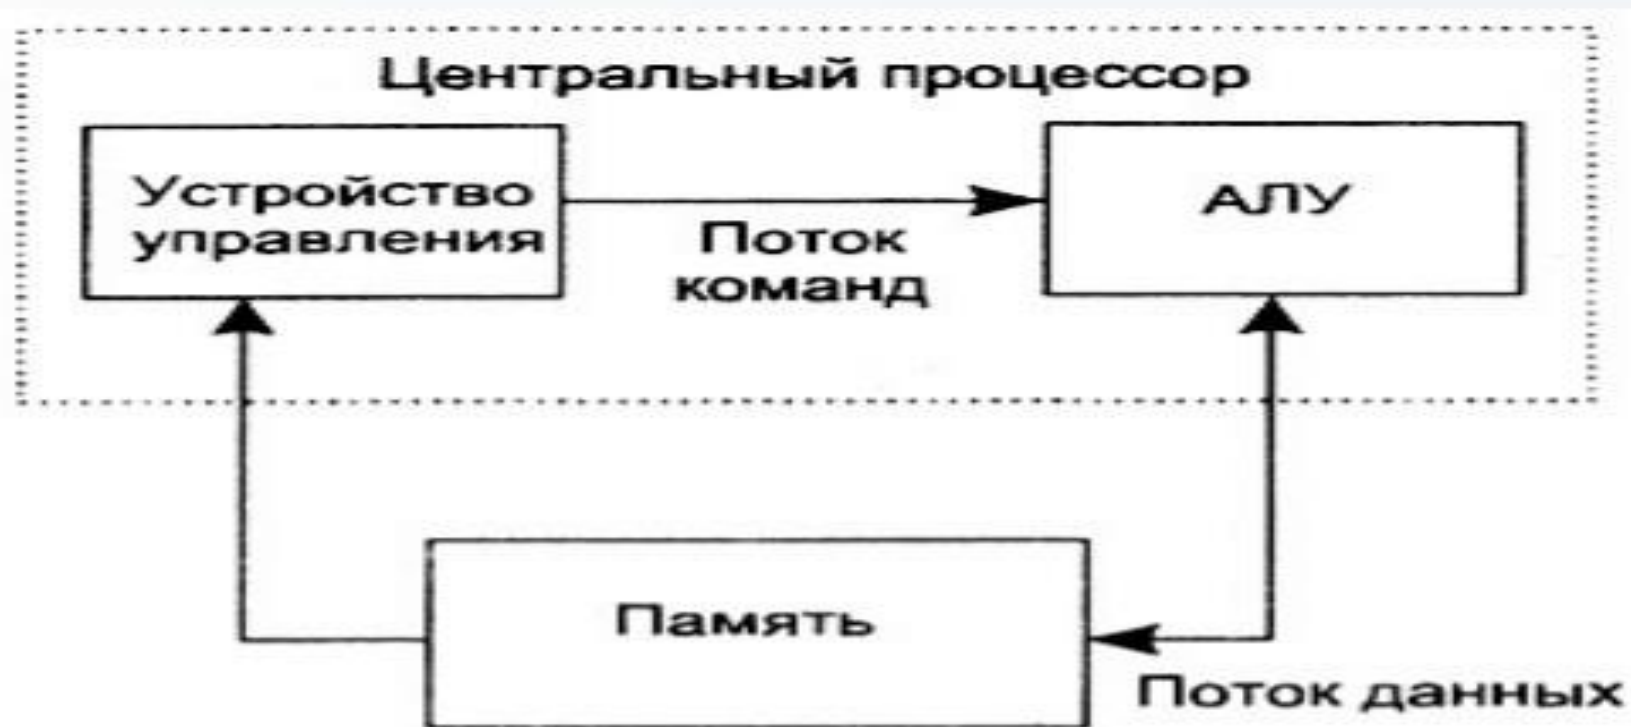 Центральный процессор
Устройство
управления
АЛУ
Поток
команд
Память
Поток данных